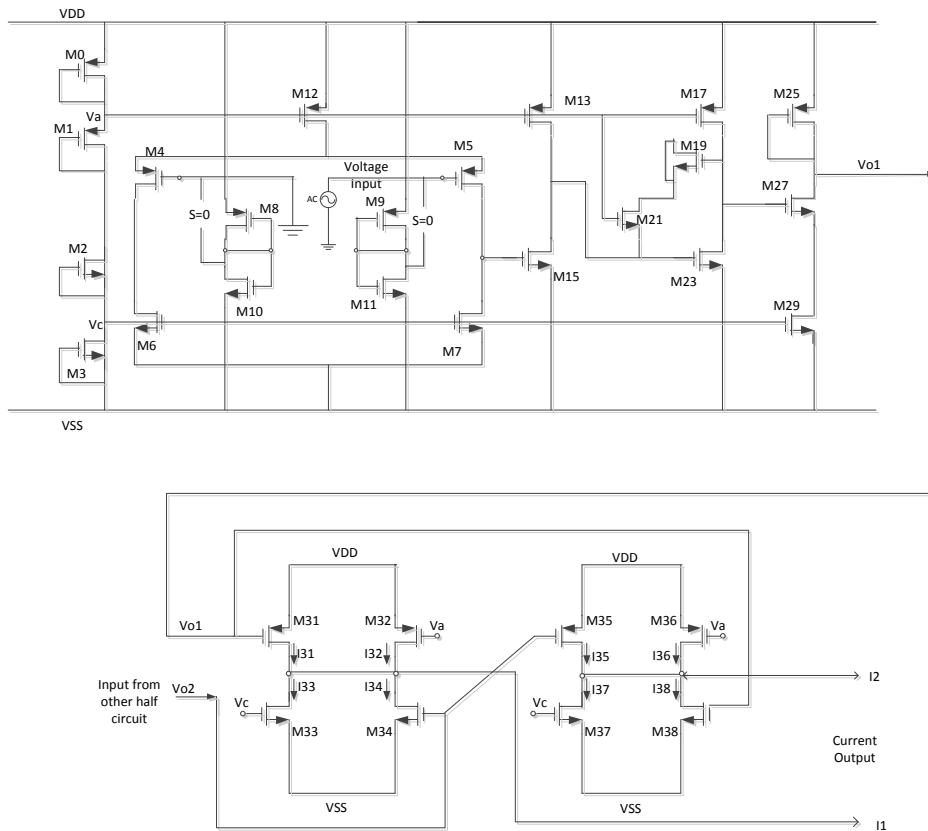 VDD
M0
M12
M13
M17
M25
Va
M1
M4
Voltage
input
M5
M19
Vo1
AC
S=0
M8
M9
S=0
M21
M27
M2
M15
M23
M10
M11
Vc
M6
M7
M29
M3
VSS
VDD
VDD
Vo1
M31
M32
Va
M35
M36
Va
I31
I32
I35
I36
Input from
other half
circuit
Vo2
I33
I34
I37
I38
I2
Vc
Vc
M33
M34
M37
M38
Current
Output
VSS
VSS
I1